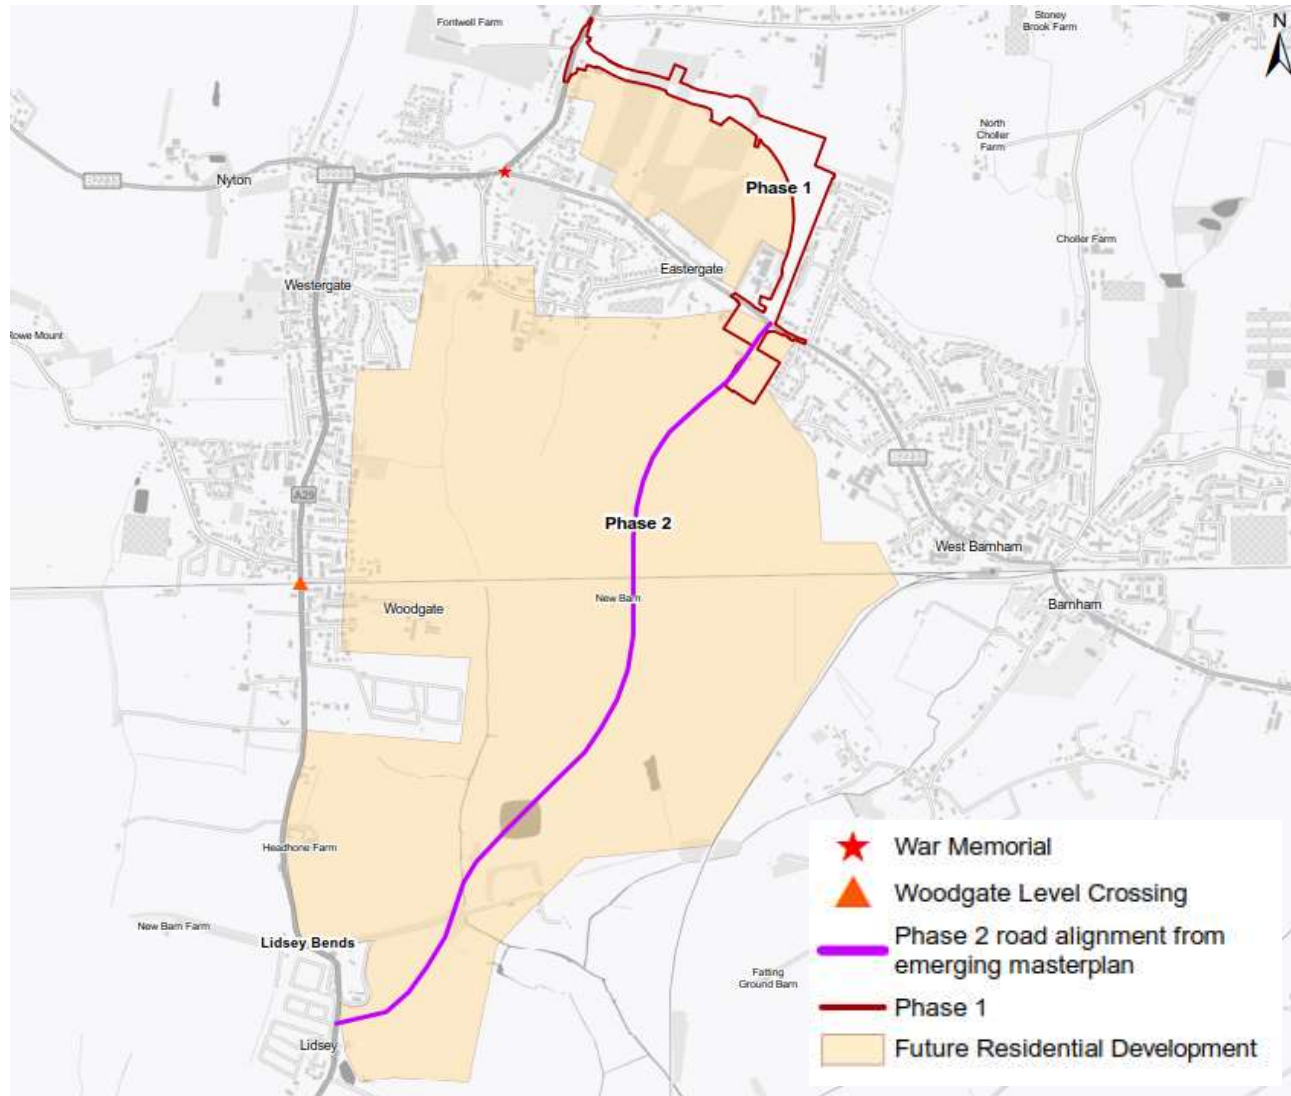 Fontwell Farm
Stoney
Brook Farm
N
North
Choller
Farm
Nyton
Phase 1
Choller Farm
Eastergate
Westergate
Rowe Mount
A29
Phase 2
West Barnham
New Barn
Woodgate
Barnham
Headhone Farm
New Barn Farm
Lidsey Bends
Fatting
Ground Barn
Lidsey
War Memorial
Woodgate Level Crossing
Phase 2 road alignment from
emerging masterplan
Phase 1
Future Residential Development